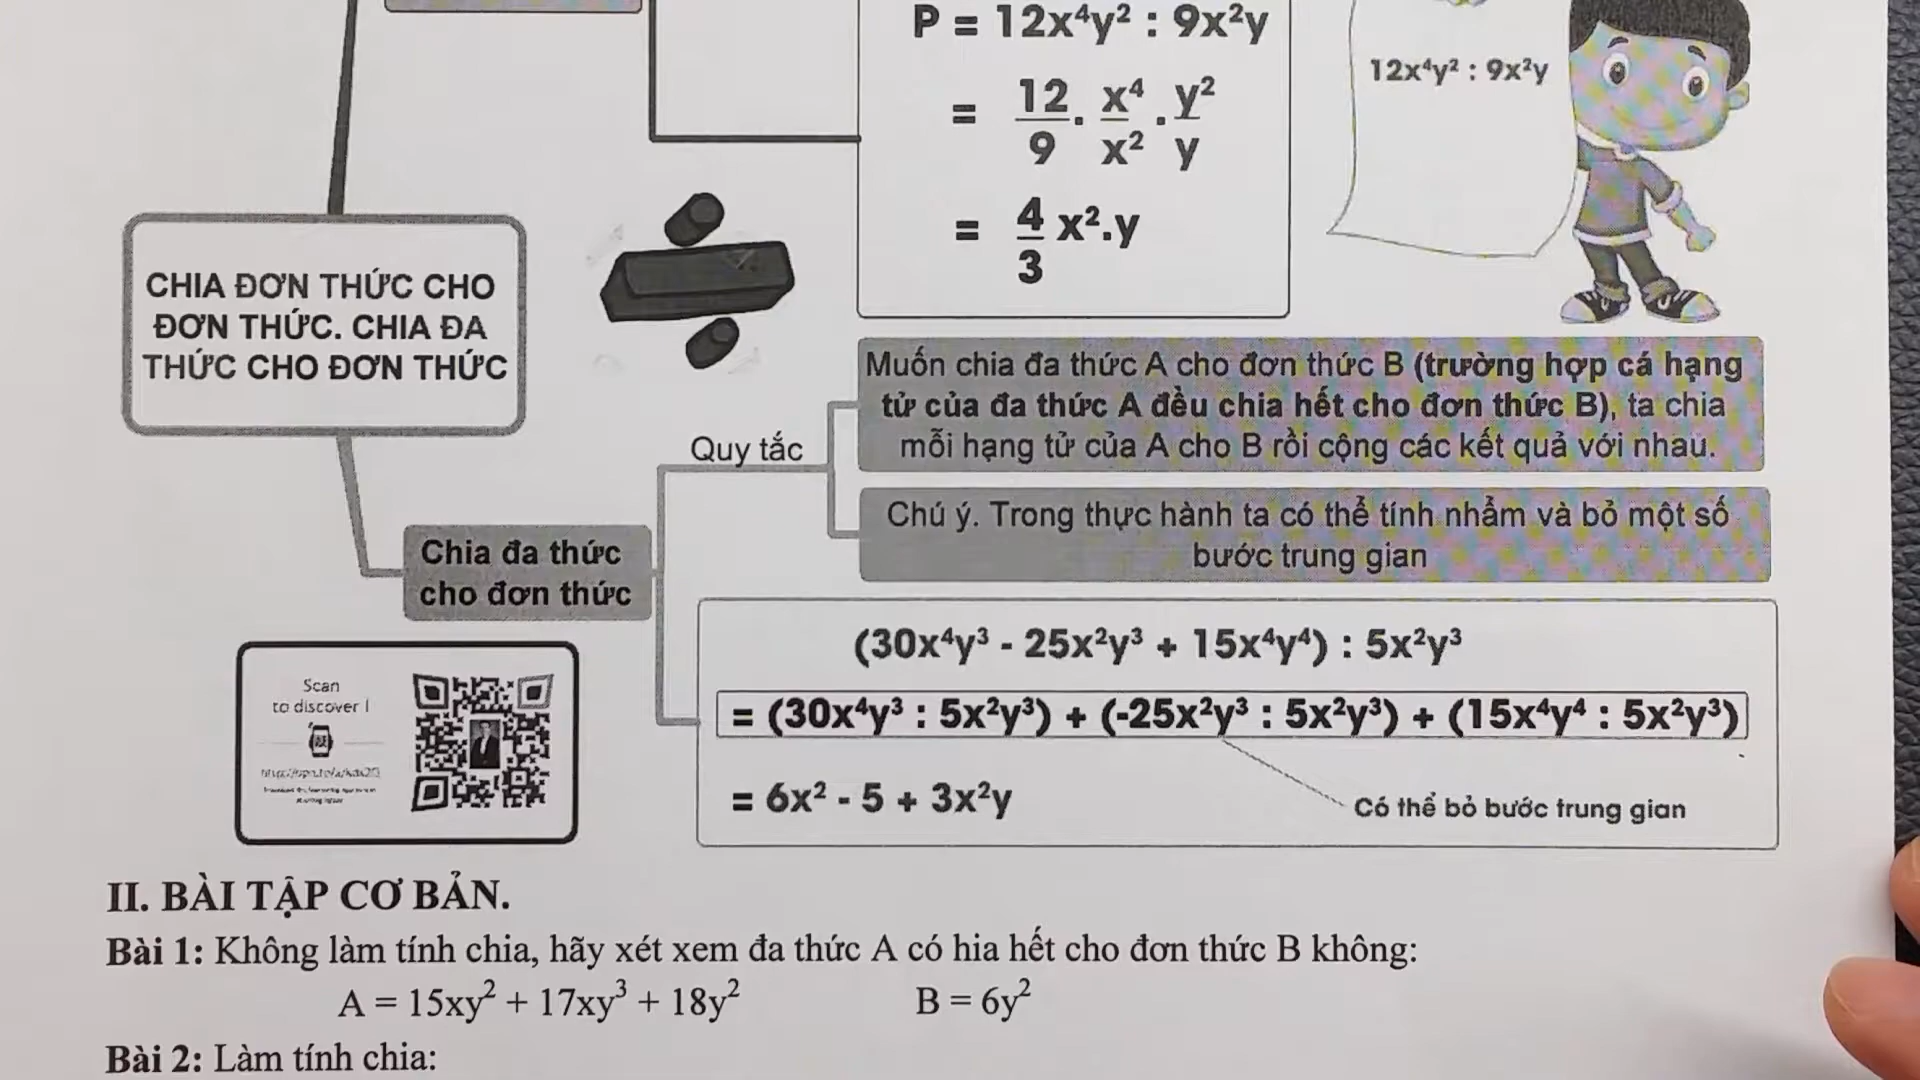 P = 12x⁴y² : 9x²y
= 12/9 . x⁴/x² . y²/y
= 4/3 x².y
12x⁴y² : 9x²y
CHIA ĐƠN THỨC CHO
ĐƠN THỨC. CHIA ĐA
THỨC CHO ĐƠN THỨC
Quy tắc
Muốn chia đa thức A cho đơn thức B (trường hợp cá hạng
tử của đa thức A đều chia hết cho đơn thức B), ta chia
mỗi hạng tử của A cho B rồi cộng các kết quả với nhau.
Chú ý. Trong thực hành ta có thể tính nhẩm và bỏ một số
bước trung gian
Chia đa thức
cho đơn thức
(30x⁴y³ - 25x²y³ + 15x⁴y⁴) : 5x²y³
= (30x⁴y³ : 5x²y³) + (-25x²y³ : 5x²y³) + (15x⁴y⁴ : 5x²y³)
= 6x² - 5 + 3x²y
Có thể bỏ bước trung gian
Scan
to discover !
II. BÀI TẬP CƠ BẢN.
Bài 1: Không làm tính chia, hãy xét xem đa thức A có hia hết cho đơn thức B không:
A = 15xy² + 17xy³ + 18y² B = 6y²
Bài 2: Làm tính chia: